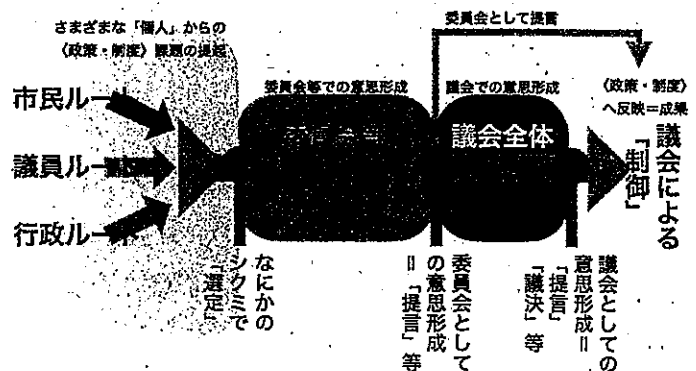 さまざまな「個人」からの
〈政策・制度〉課題の提起
委員会として提言
委員会等での意思形成
議会での意思形成
〈政策・制度〉
へ反映＝成果
市民ルート
議員ルート
行政ルート
議会全体
議会による
「制御」
なにかの
シクミで
「選定」
委員会として
の意思形成
＝「提言」等
議会としての
意思形成＝
「提言」
「議決」等